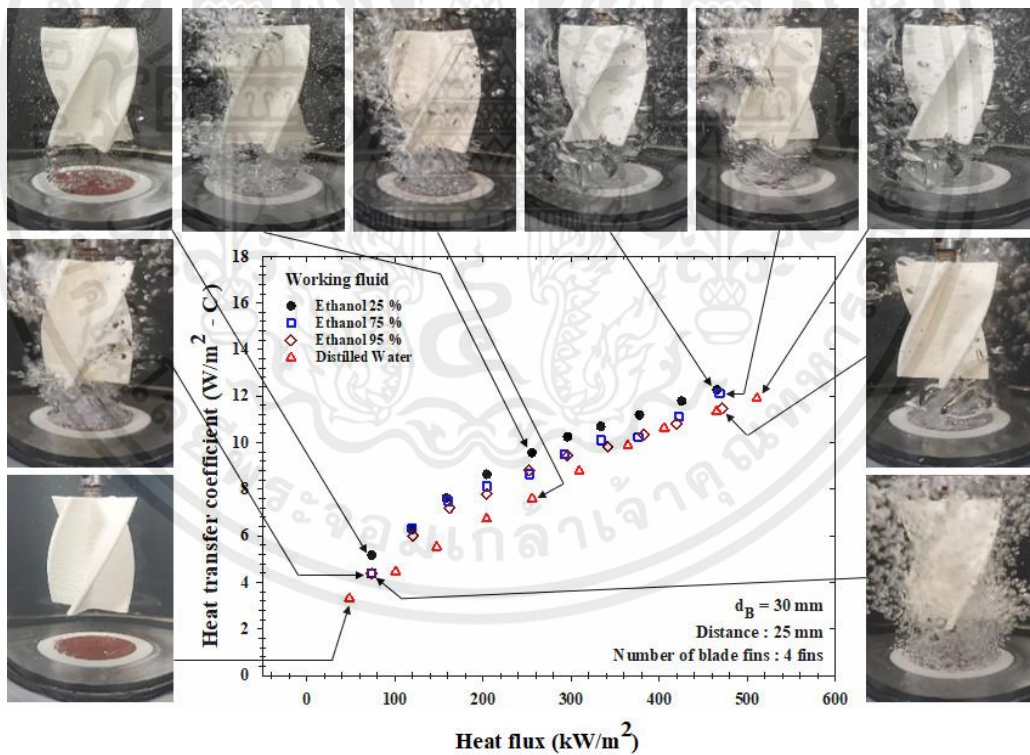 18
16
14
12
10
8
6
4
2
0
Heat transfer coefficient (W/m² - C )
Working fluid
Ethanol 25 %
Ethanol 75 %
Ethanol 95 %
Distilled Water
d_B = 30 mm
Distance : 25 mm
Number of blade fins : 4 fins
0 100 200 300 400 500 600
Heat flux (kW/m²)